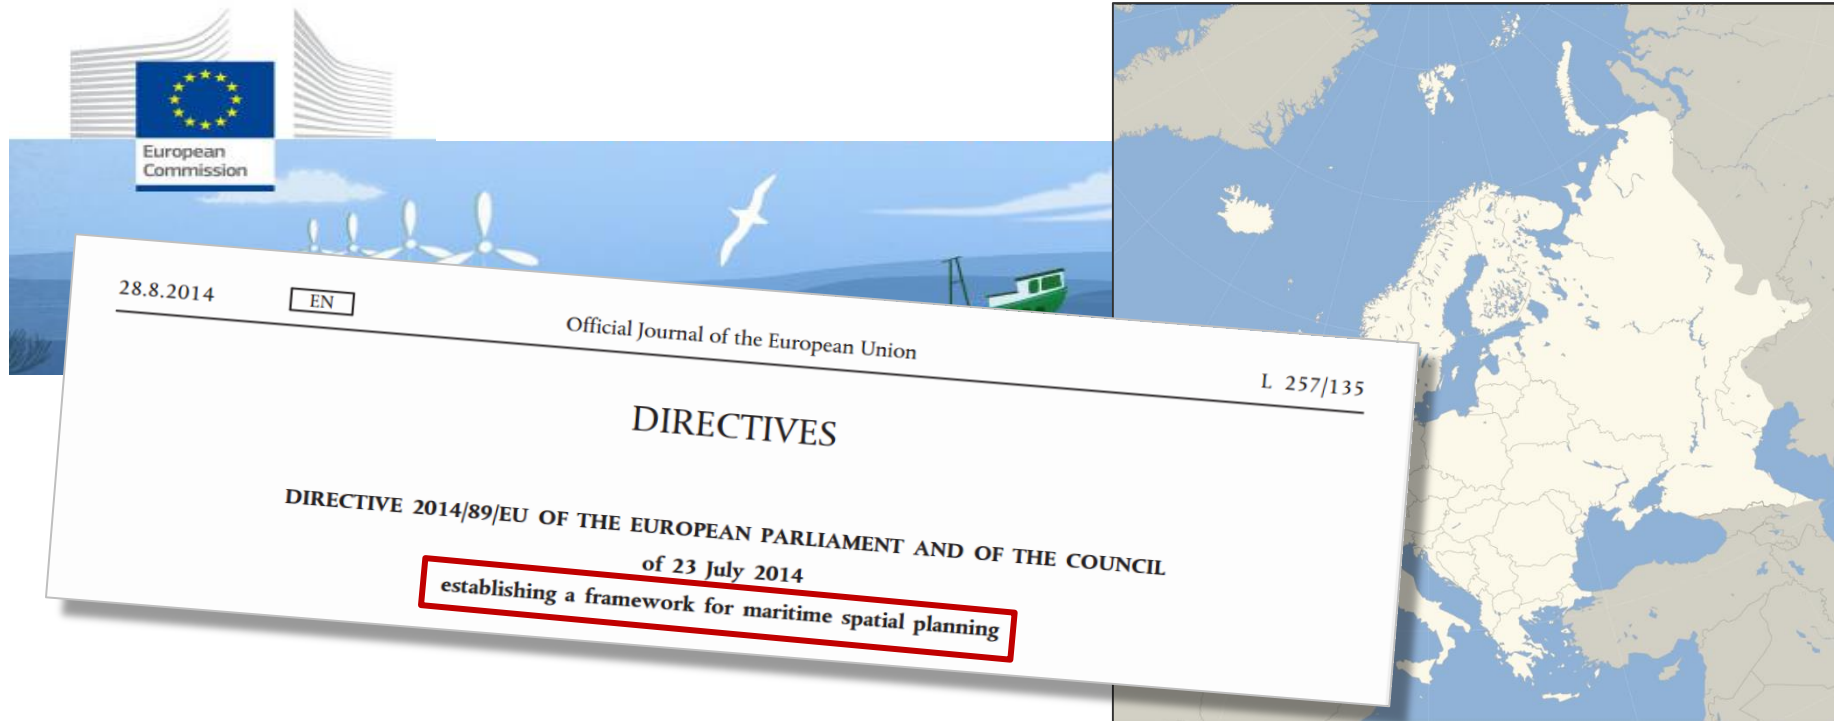 European
Commission
28.8.2014
EN
Official Journal of the European Union
L 257/135
DIRECTIVES
DIRECTIVE 2014/89/EU OF THE EUROPEAN PARLIAMENT AND OF THE COUNCIL
of 23 July 2014
establishing a framework for maritime spatial planning